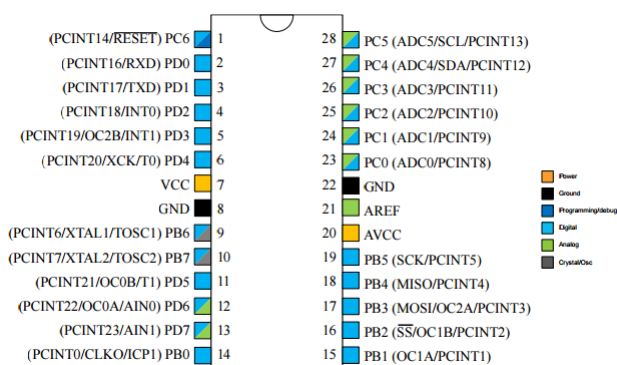 (PCINT14/RESET) PC6 1
(PCINT16/RXD) PD0 2
(PCINT17/TXD) PD1 3
(PCINT18/INT0) PD2 4
(PCINT19/OC2B/INT1) PD3 5
(PCINT20/XCK/T0) PD4 6
VCC 7
GND 8
(PCINT6/XTAL1/TOSC1) PB6 9
(PCINT7/XTAL2/TOSC2) PB7 10
(PCINT21/OC0B/T1) PD5 11
(PCINT22/OC0A/AIN0) PD6 12
(PCINT23/AIN1) PD7 13
(PCINT0/CLKO/ICP1) PB0 14
28 PC5 (ADC5/SCL/PCINT13)
27 PC4 (ADC4/SDA/PCINT12)
26 PC3 (ADC3/PCINT11)
25 PC2 (ADC2/PCINT10)
24 PC1 (ADC1/PCINT9)
23 PC0 (ADC0/PCINT8)
22 GND
21 AREF
20 AVCC
19 PB5 (SCK/PCINT5)
18 PB4 (MISO/PCINT4)
17 PB3 (MOSI/OC2A/PCINT3)
16 PB2 (SS/OC1B/PCINT2)
15 PB1 (OC1A/PCINT1)
Power
Ground
Programming/debug
Digital
Analog
Crystal/Osc